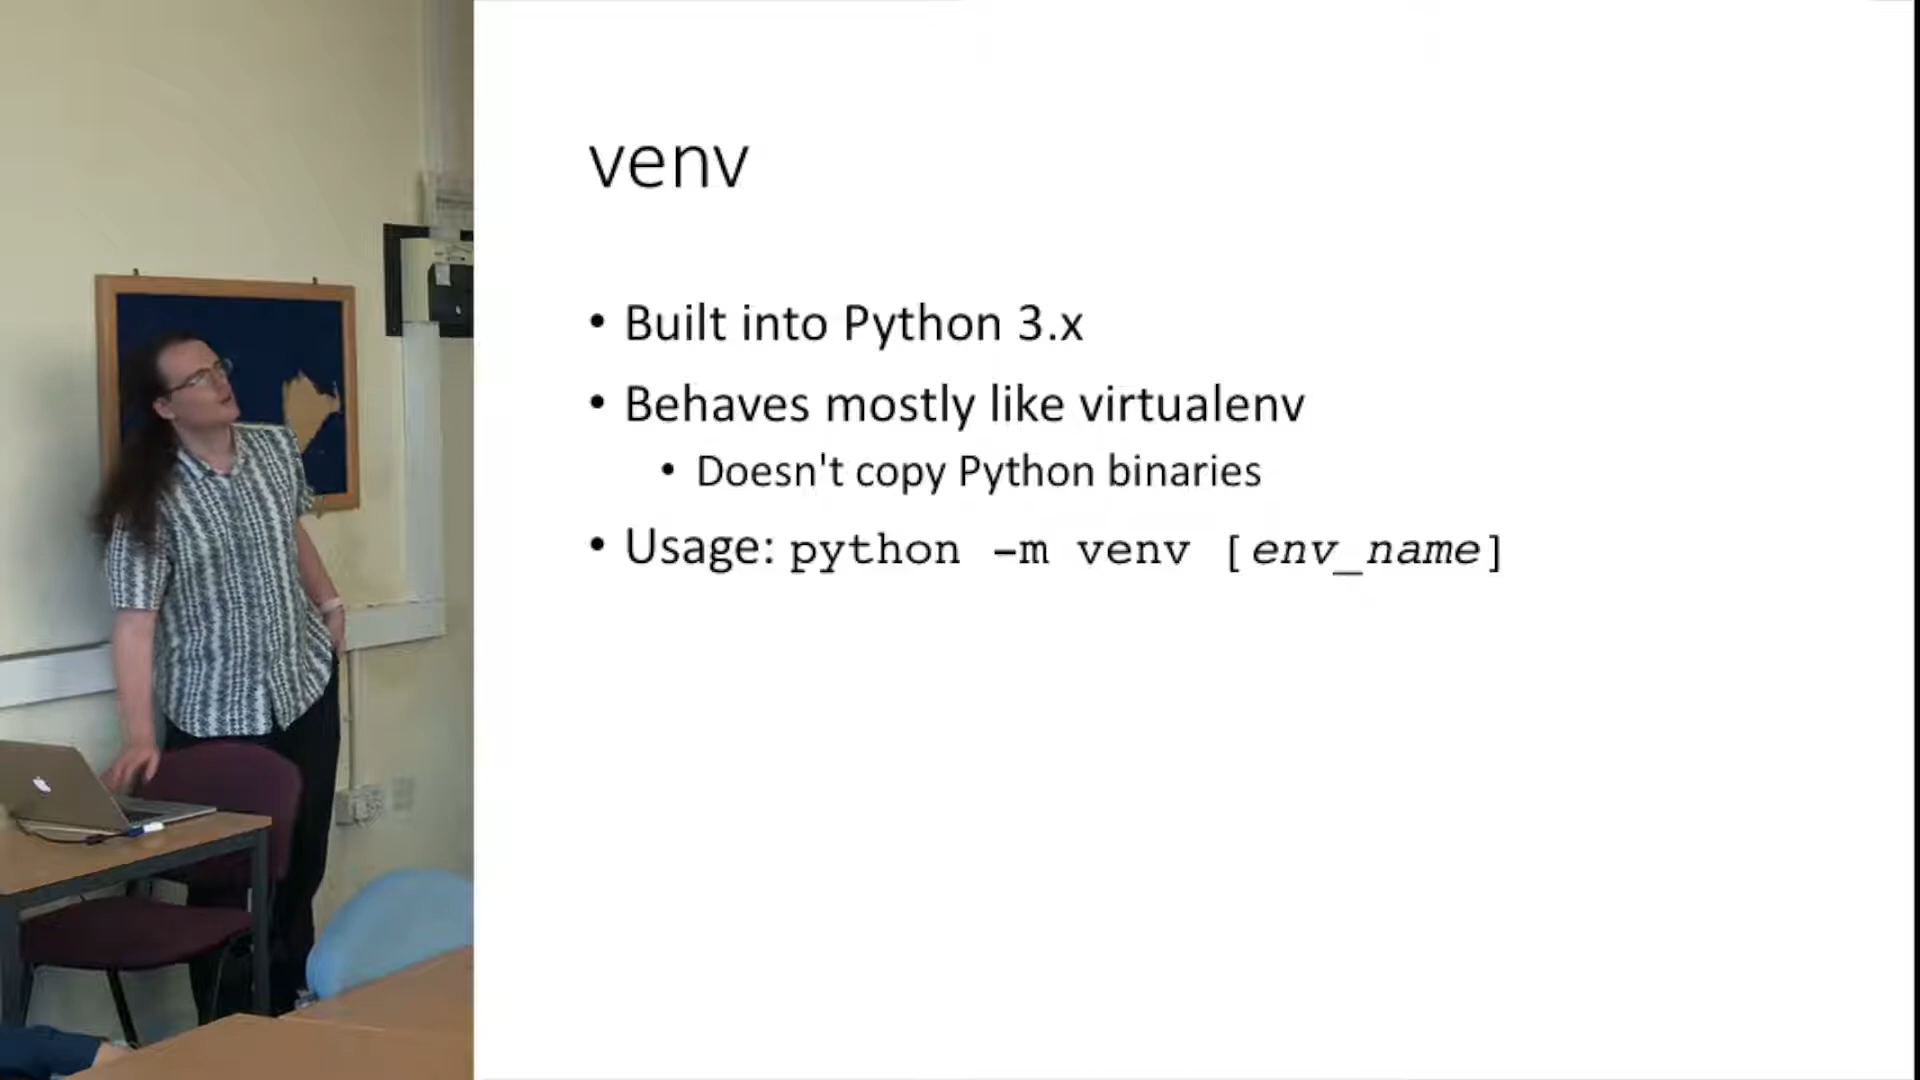 venv
• Built into Python 3.x
• Behaves mostly like virtualenv
• Doesn't copy Python binaries
• Usage: python -m venv [env_name]